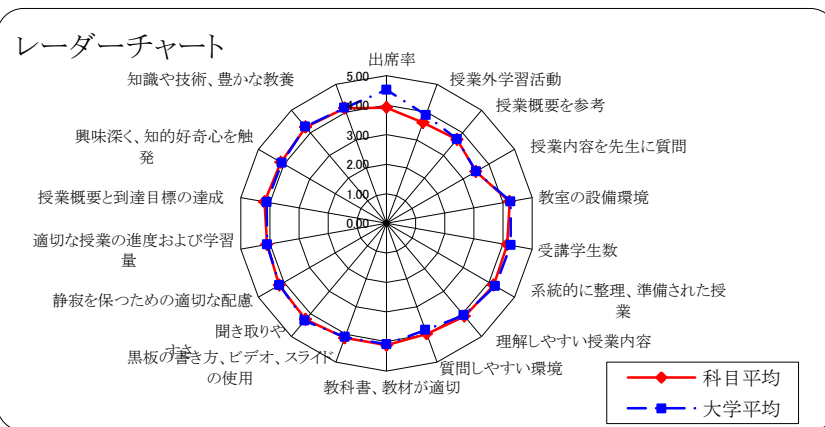 レーダーチャート
出席率
授業外学習活動
授業概要を参考
授業内容を先生に質問
教室の設備環境
受講学生数
系統的に整理、準備された授
業
理解しやすい授業内容
質問しやすい環境
教科書、教材が適切
黒板の書き方、ビデオ、スライド
の使用
聞き取りや
すさ
静寂を保つための適切な配慮
適切な授業の進度および学習
量
授業概要と到達目標の達成
興味深く、知的好奇心を触
発
知識や技術、豊かな教養
5.00
4.00
3.00
2.00
1.00
0.00
科目平均
大学平均